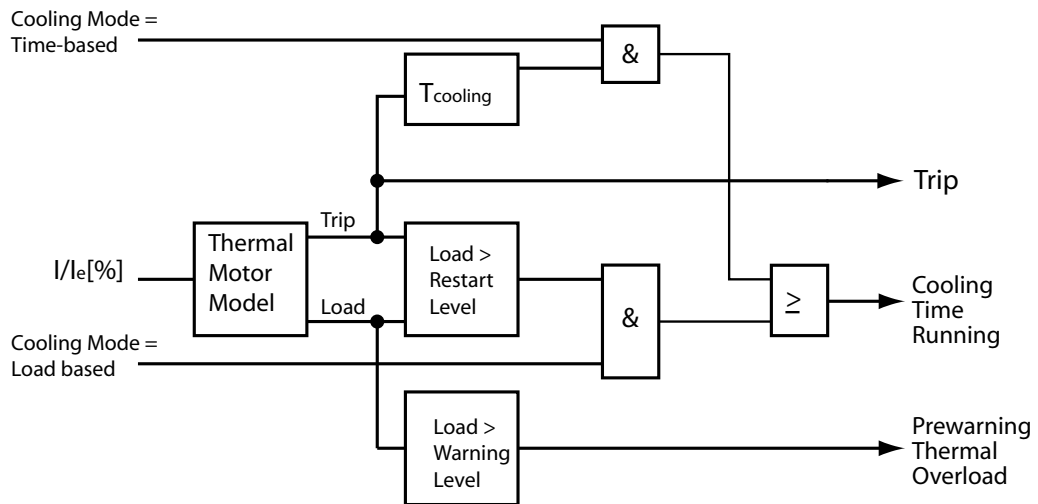 Cooling Mode =
Time-based
&
Tcooling
Trip
Trip
Thermal
Motor
Model
I/Ie[%]
Load >
Restart
Level
Load
&
≥
Cooling
Time
Running
Cooling Mode =
Load based
Load >
Warning
Level
Prewarning
Thermal
Overload